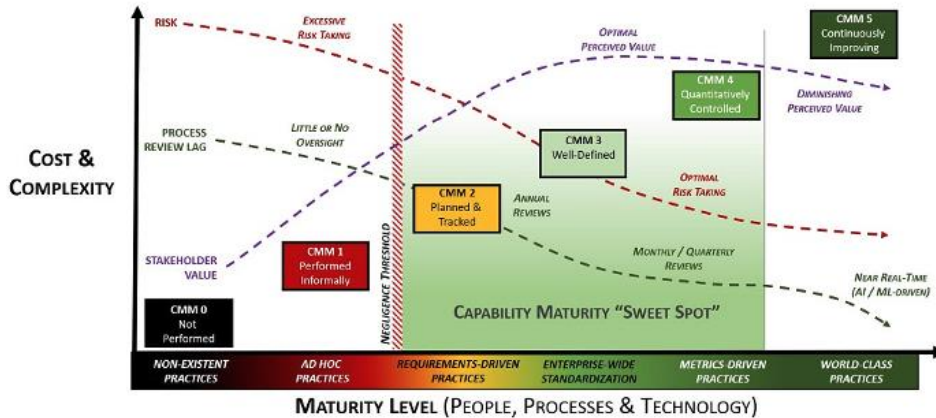 RISK
EXCESSIVE
RISK TAKING
OPTIMAL
PERCEIVED VALUE
CMM 5
Continuously
Improving
CMM 4
Quantitatively
Controlled
DIMINISHING
PERCEIVED VALUE
PROCESS
REVIEW LAG
LITTLE OR NO
OVERSIGHT
CMM 3
Well-Defined
COST &
COMPLEXITY
CMM 2
Planned &
Tracked
ANNUAL
REVIEWS
OPTIMAL
RISK TAKING
STAKEHOLDER
VALUE
CMM 1
Performed
Informally
NEGLIGENCE THRESHOLD
MONTHLY / QUARTERLY
REVIEWS
NEAR REAL-TIME
(AI / ML-DRIVEN)
CMM 0
Not
Performed
CAPABILITY MATURITY “SWEET SPOT”
NON-EXISTENT
PRACTICES
AD HOC
PRACTICES
REQUIREMENTS-DRIVEN
PRACTICES
ENTERPRISE-WIDE
STANDARDIZATION
METRICS-DRIVEN
PRACTICES
WORLD CLASS
PRACTICES
MATURITY LEVEL (PEOPLE, PROCESSES & TECHNOLOGY)